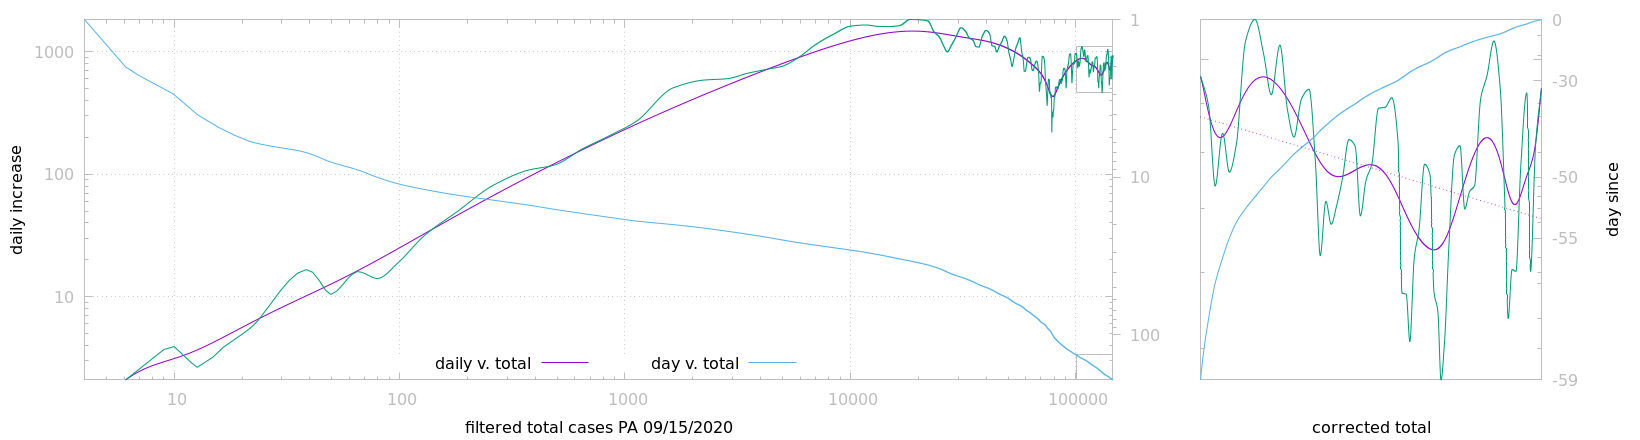 daily increase
1000
100
10
10
100
1000
10000
100000
1
10
100
daily v. total
day v. total
filtered total cases PA 09/15/2020
0
-30
-50
-55
-59
day since
corrected total